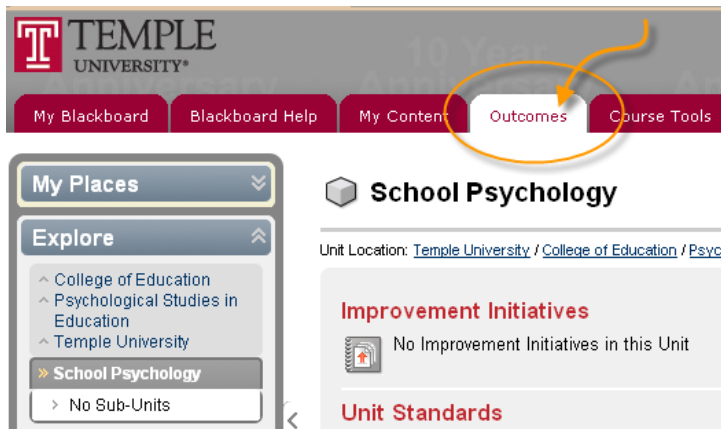 TEMPLE
UNIVERSITY®
10 Year
Anniversary
My Blackboard
Blackboard Help
My Content
Outcomes
Course Tools
My Places
School Psychology
Explore
Unit Location: Temple University / College of Education / Psyc
College of Education
Psychological Studies in
Education
Temple University
Improvement Initiatives
No Improvement Initiatives in this Unit
» School Psychology
> No Sub-Units
Unit Standards